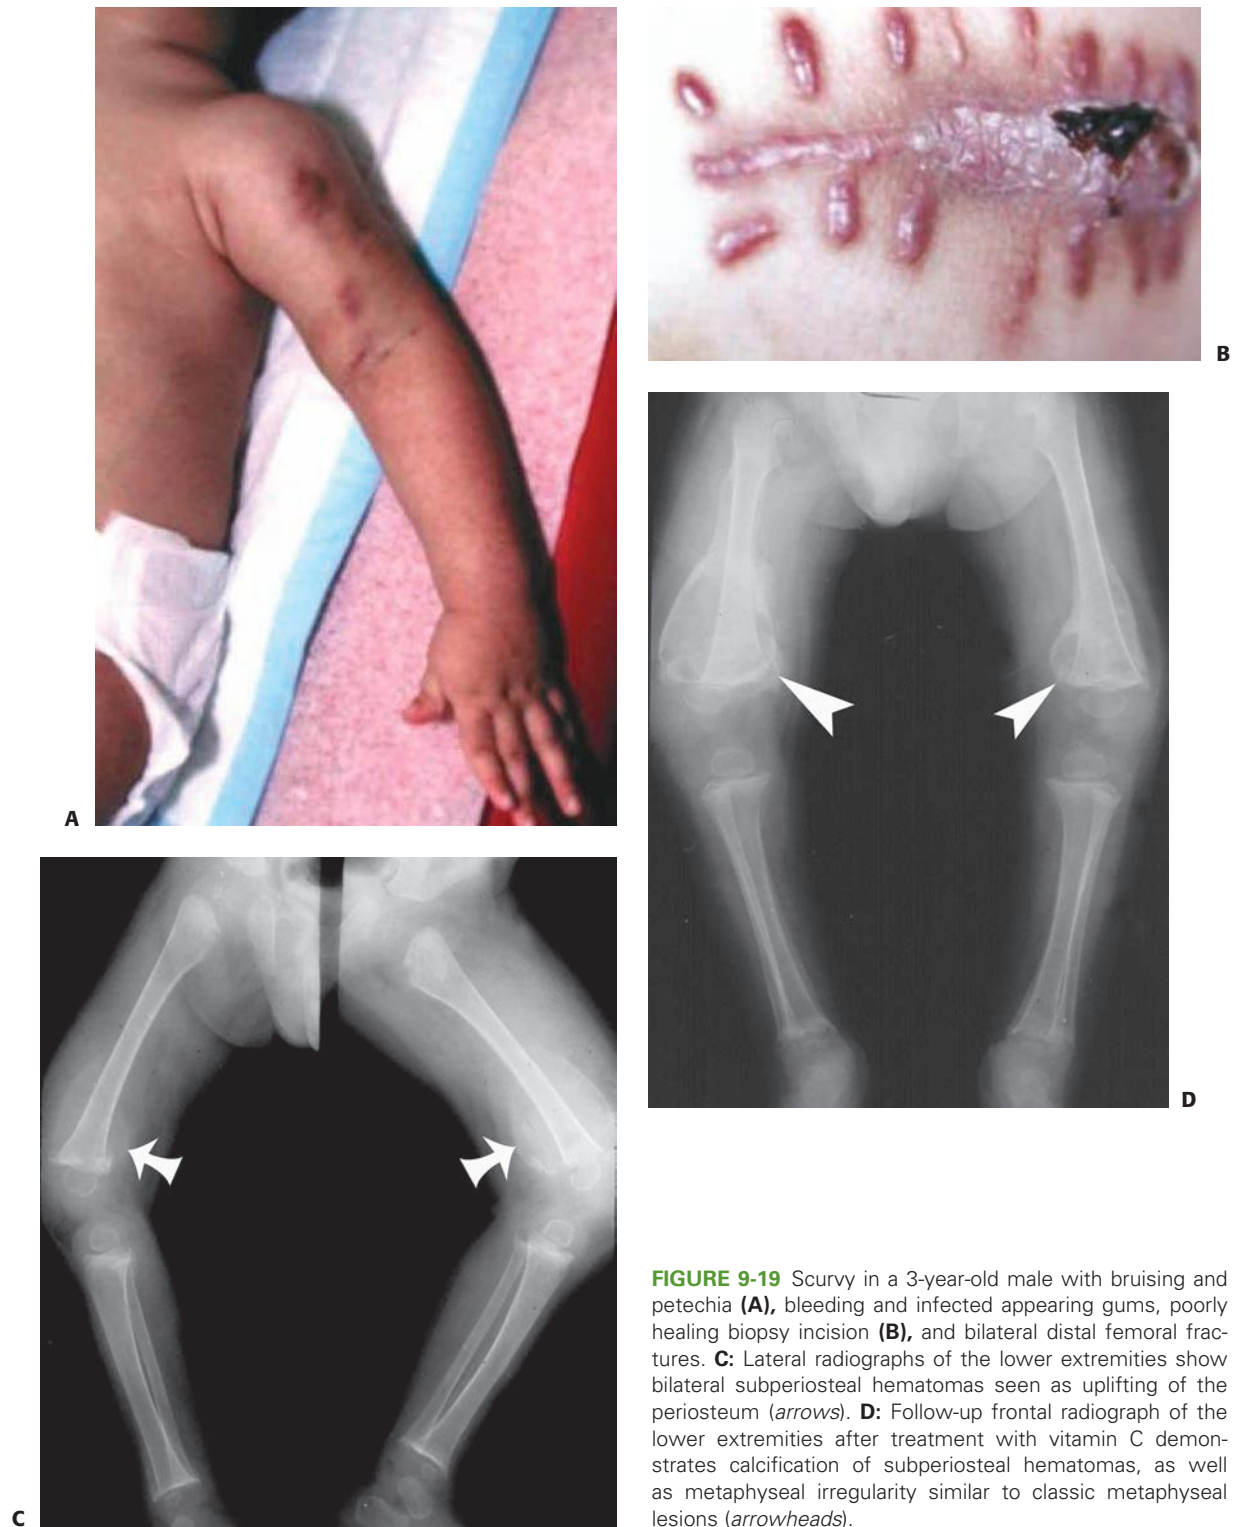 A
B
C
D
FIGURE 9-19 Scurvy in a 3-year-old male with bruising and
petechia (A), bleeding and infected appearing gums, poorly
healing biopsy incision (B), and bilateral distal femoral frac-
tures. C: Lateral radiographs of the lower extremities show
bilateral subperiosteal hematomas seen as uplifting of the
periosteum (arrows). D: Follow-up frontal radiograph of the
lower extremities after treatment with vitamin C demon-
strates calcification of subperiosteal hematomas, as well
as metaphyseal irregularity similar to classic metaphyseal
lesions (arrowheads).